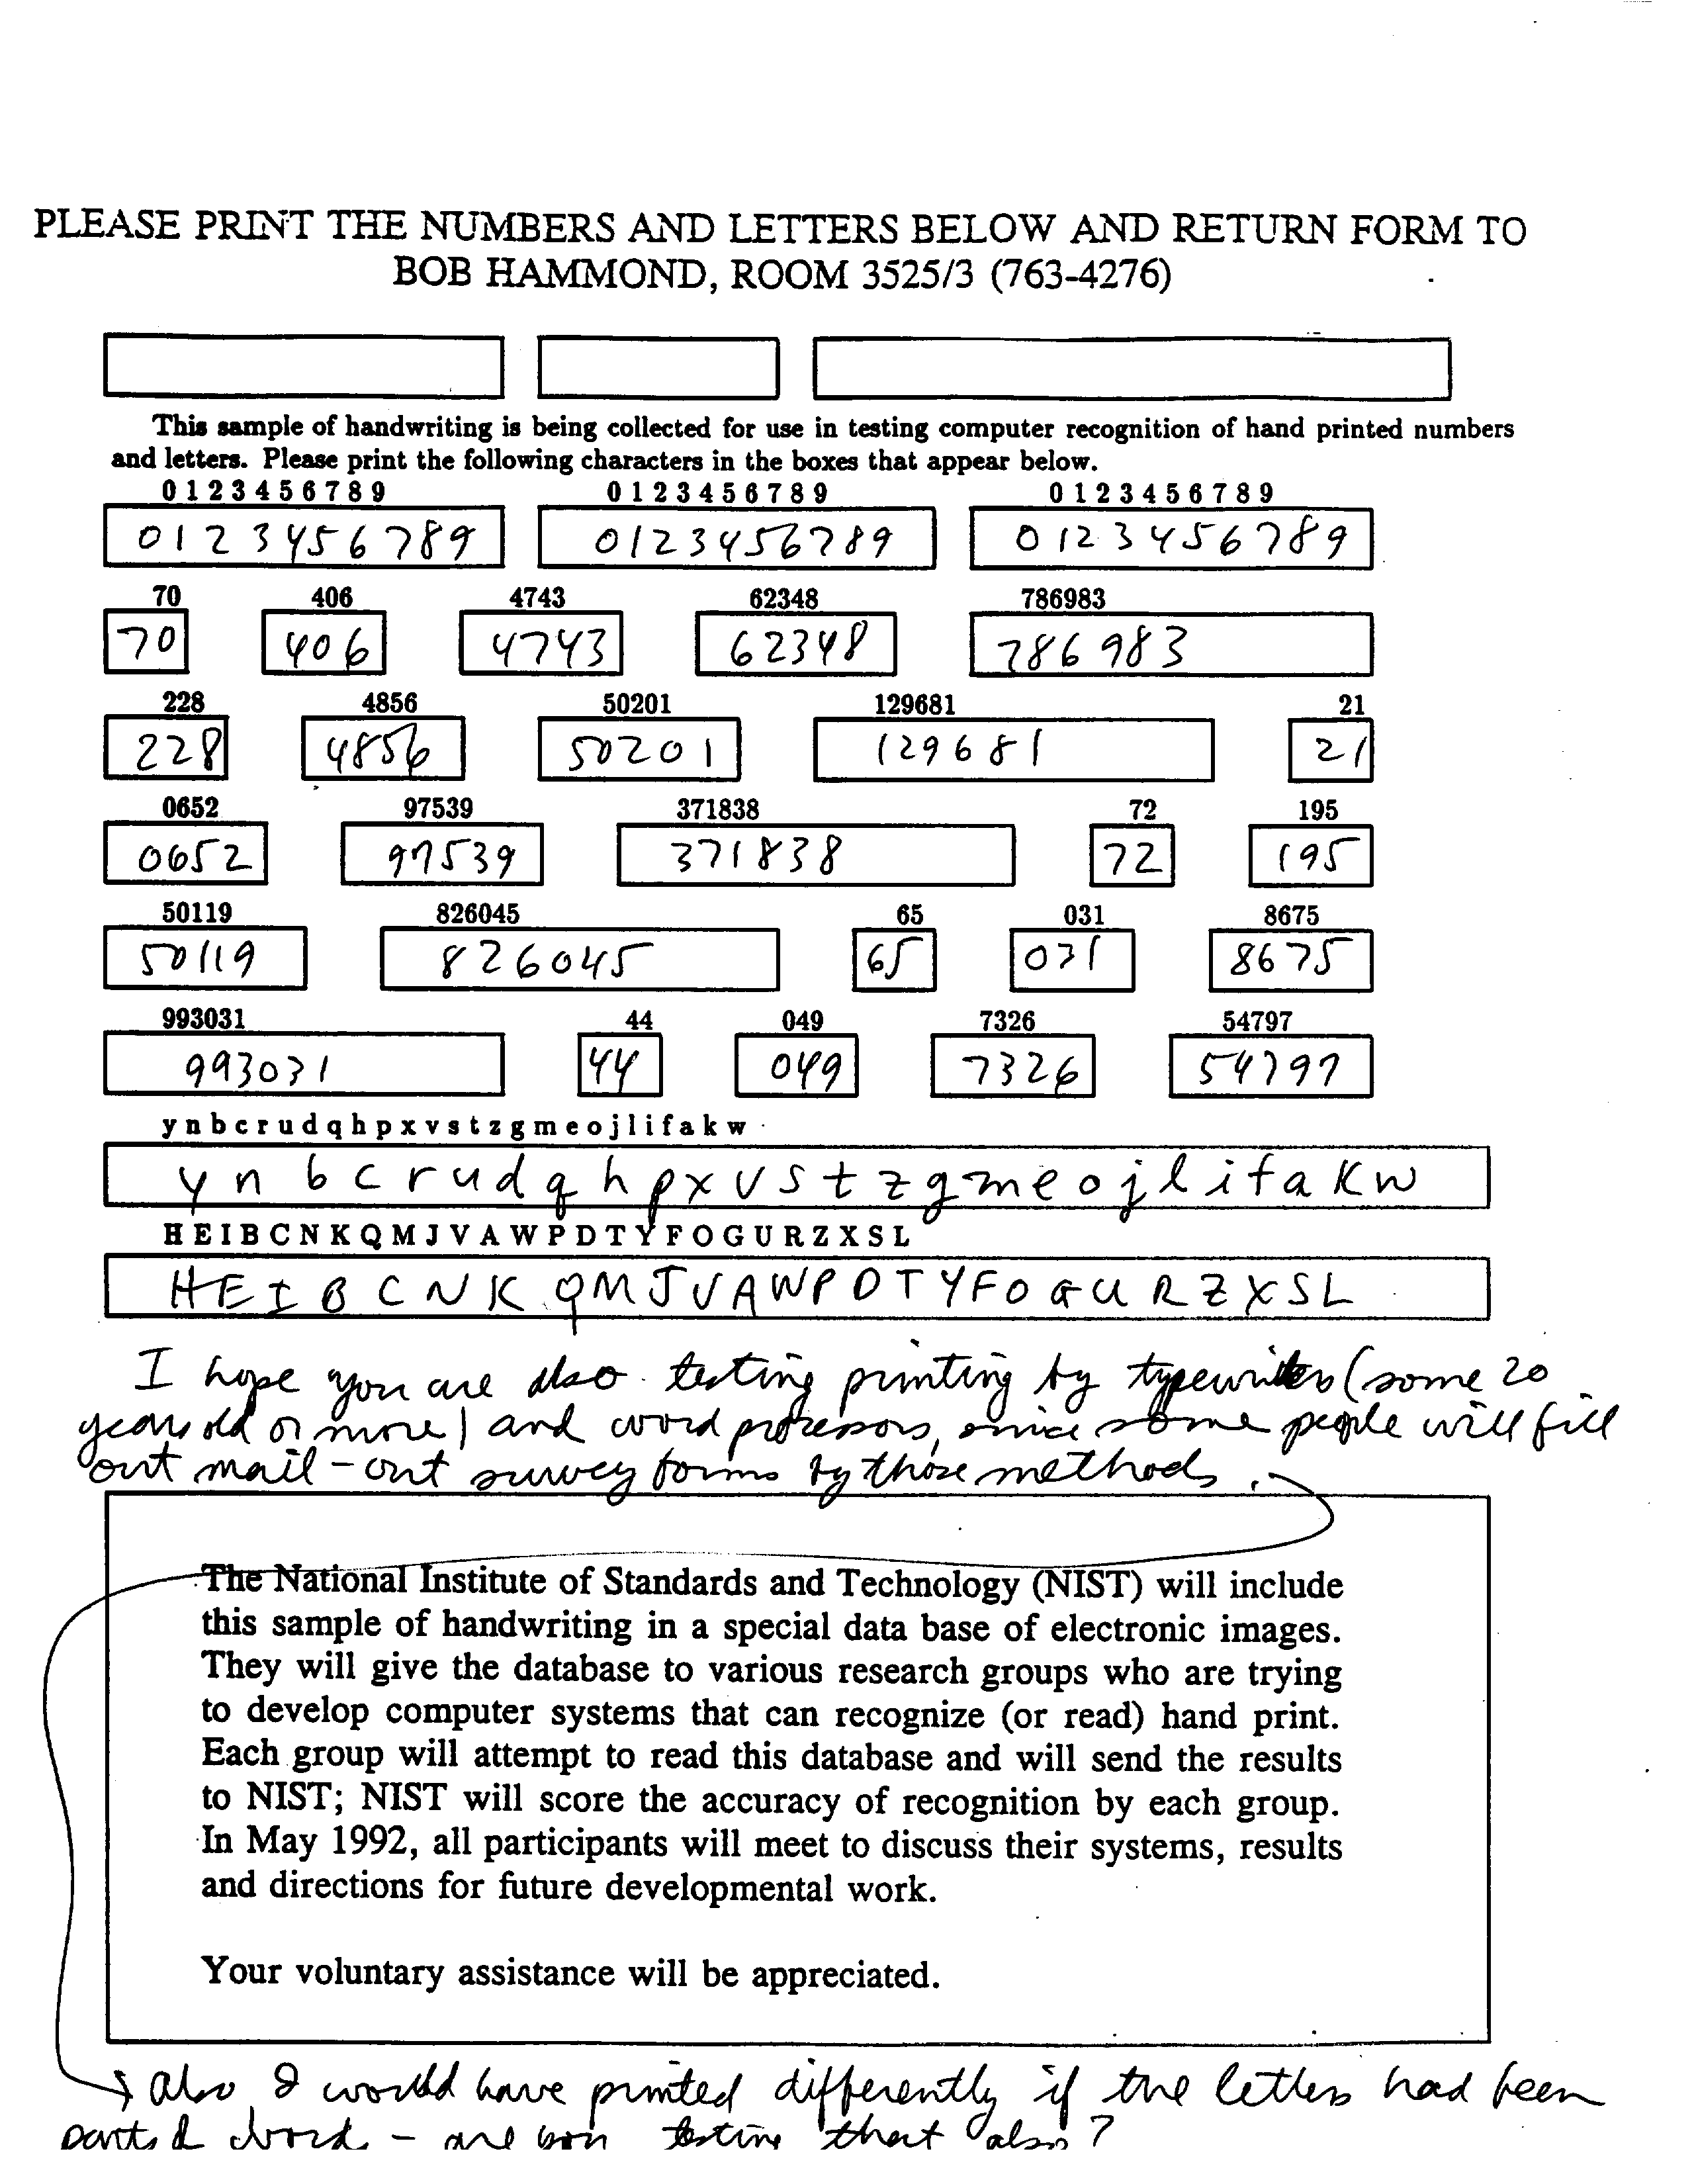 PLEASE PRINT THE NUMBERS AND LETTERS BELOW AND RETURN FORM TO
BOB HAMMOND, ROOM 3525/3 (763-4276)
This sample of handwriting is being collected for use in testing computer recognition of hand printed numbers
and letters. Please print the following characters in the boxes that appear below.
0 1 2 3 4 5 6 7 8 9 0 1 2 3 4 5 6 7 8 9 0 1 2 3 4 5 6 7 8 9
0123456789 0123456789 0123456789
70 406 4743 62348 786983
70 406 4743 62348 786983
228 4856 50201 129681 21
228 4856 50201 129681 21
0652 97539 371838 72 195
0652 97539 371838 72 195
50119 826045 65 031 8675
50119 826045 65 031 8675
993031 44 049 7326 54797
993031 44 049 7326 54797
y n b c r u d q h p x v s t z g m e o j l i f a k w
y n b c r u d q h p x v s t z g m e o j l i f a k w
H E I B C N K Q M J V A W P D T Y F O G U R Z X S L
H E I B C N K Q M J V A W P D T Y F O G U R Z X S L
I hope you are also testing printing by typewriters (some 20
years old or more) and word processors, since some people will fill
out mail-out survey forms by those methods.
The National Institute of Standards and Technology (NIST) will include
this sample of handwriting in a special data base of electronic images.
They will give the database to various research groups who are trying
to develop computer systems that can recognize (or read) hand print.
Each group will attempt to read this database and will send the results
to NIST; NIST will score the accuracy of recognition by each group.
In May 1992, all participants will meet to discuss their systems, results
and directions for future developmental work.
Your voluntary assistance will be appreciated.
also I would have printed differently if the letters had been
parts of words - are you testing that also?